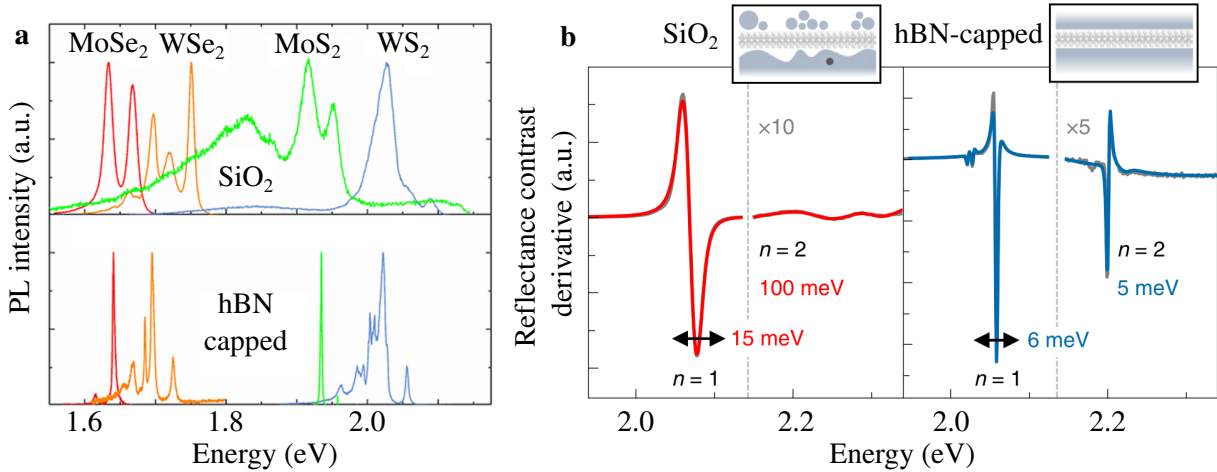 a
MoSe₂ WSe₂ MoS₂ WS₂
SiO₂
hBN
capped
PL intensity (a.u.)
1.6 1.8 2.0
Energy (eV)
b
SiO₂ hBN-capped
×10 ×5
n = 2
100 meV
15 meV
n = 1
n = 2
5 meV
6 meV
n = 1
Reflectance contrast
derivative (a.u.)
2.0 2.2 2.0 2.2
Energy (eV)